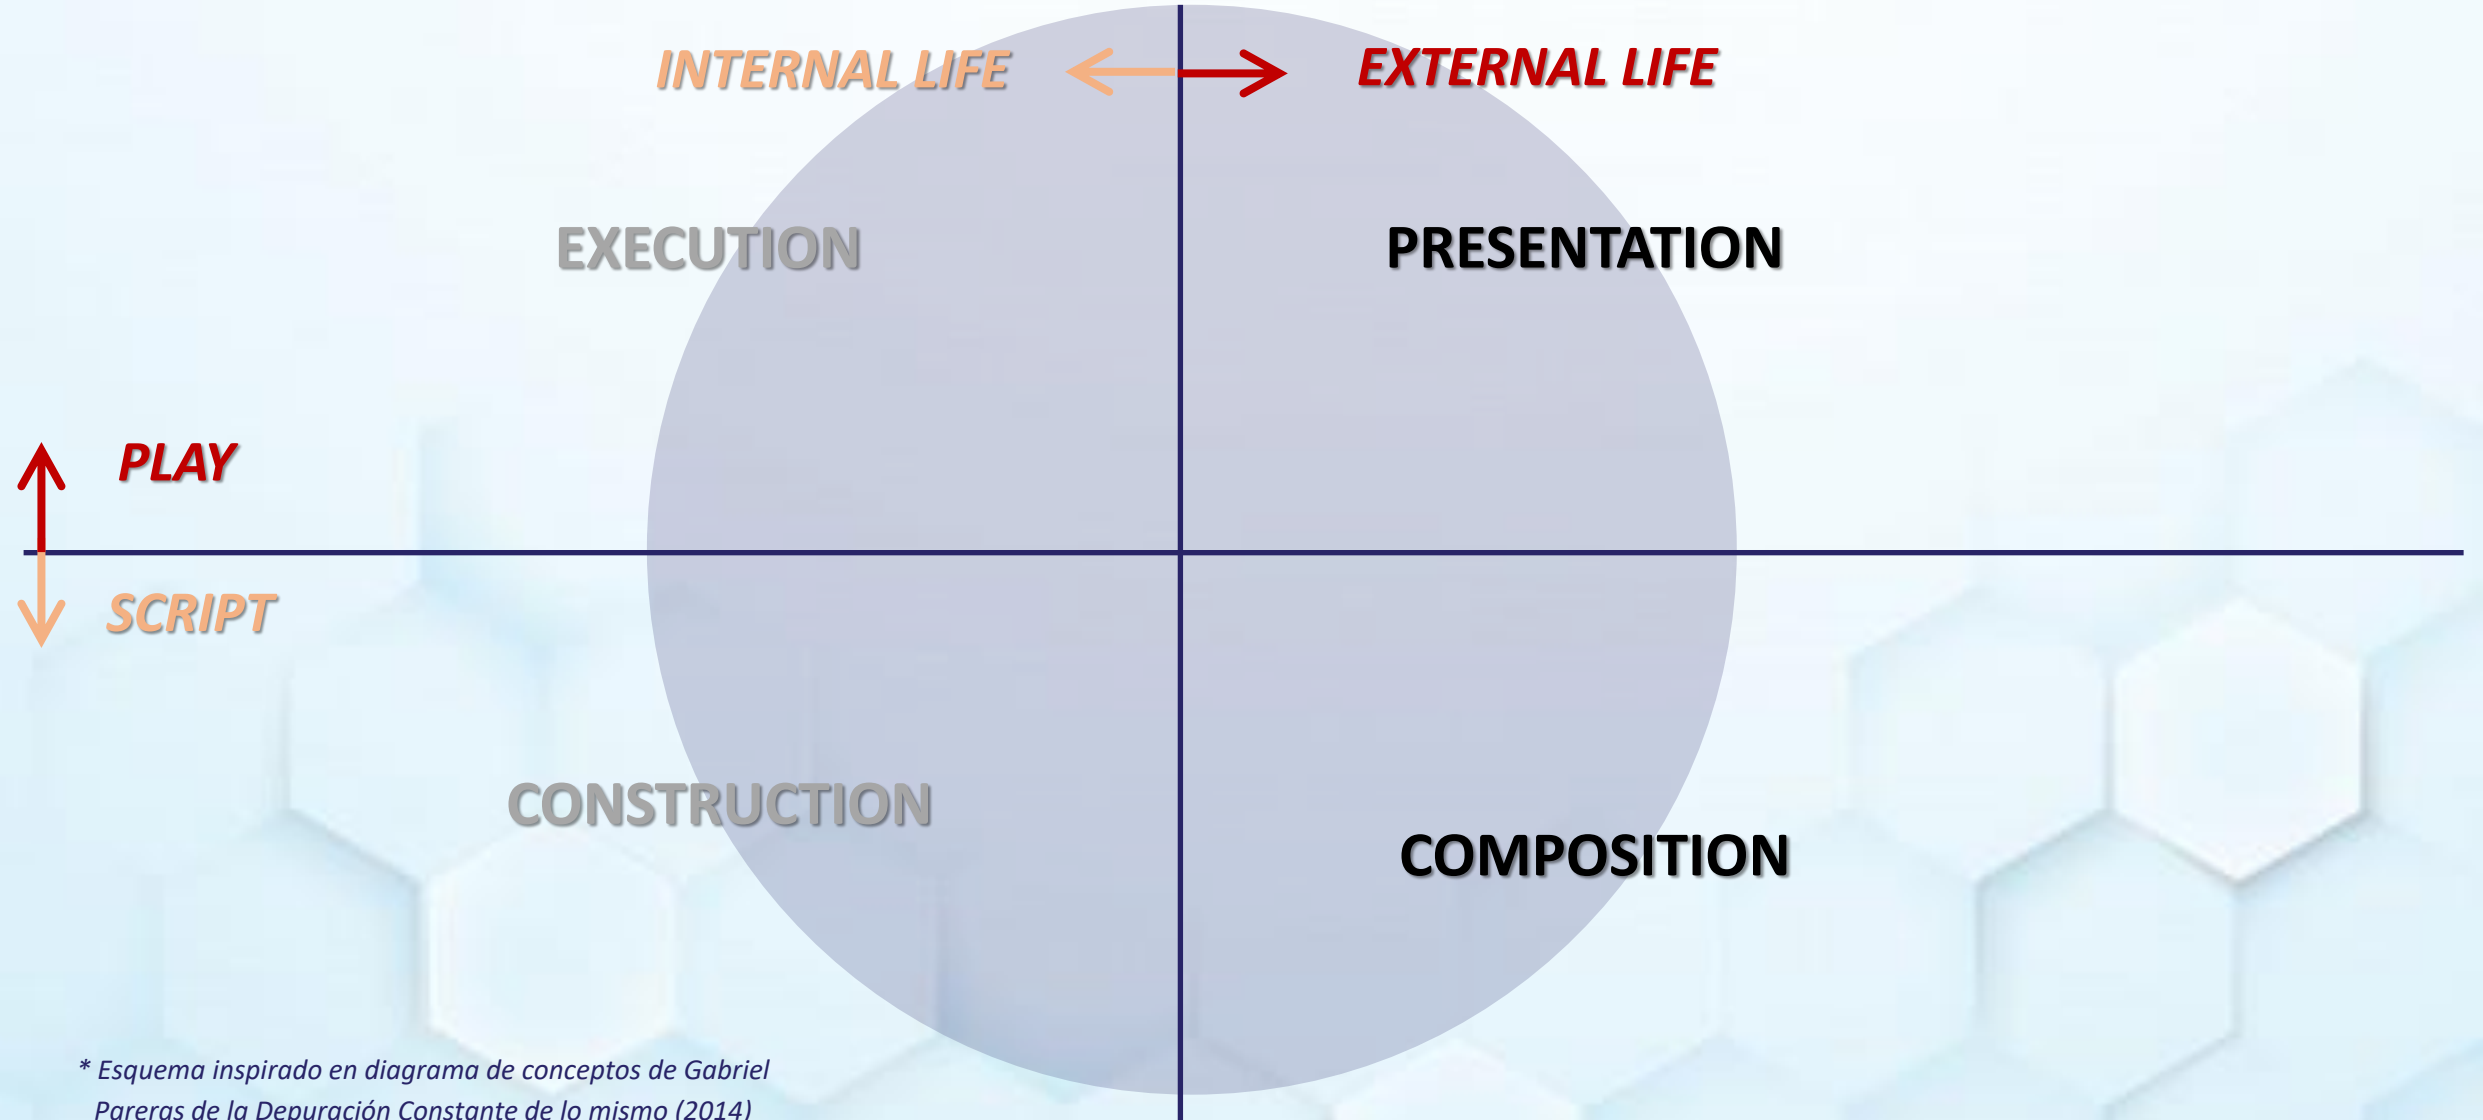 INTERNAL LIFE
EXTERNAL LIFE
EXECUTION
PRESENTATION
PLAY
SCRIPT
CONSTRUCTION
COMPOSITION
* Esquema inspirado en diagrama de conceptos de Gabriel
Pareras de la Depuración Constante de lo mismo (2014)